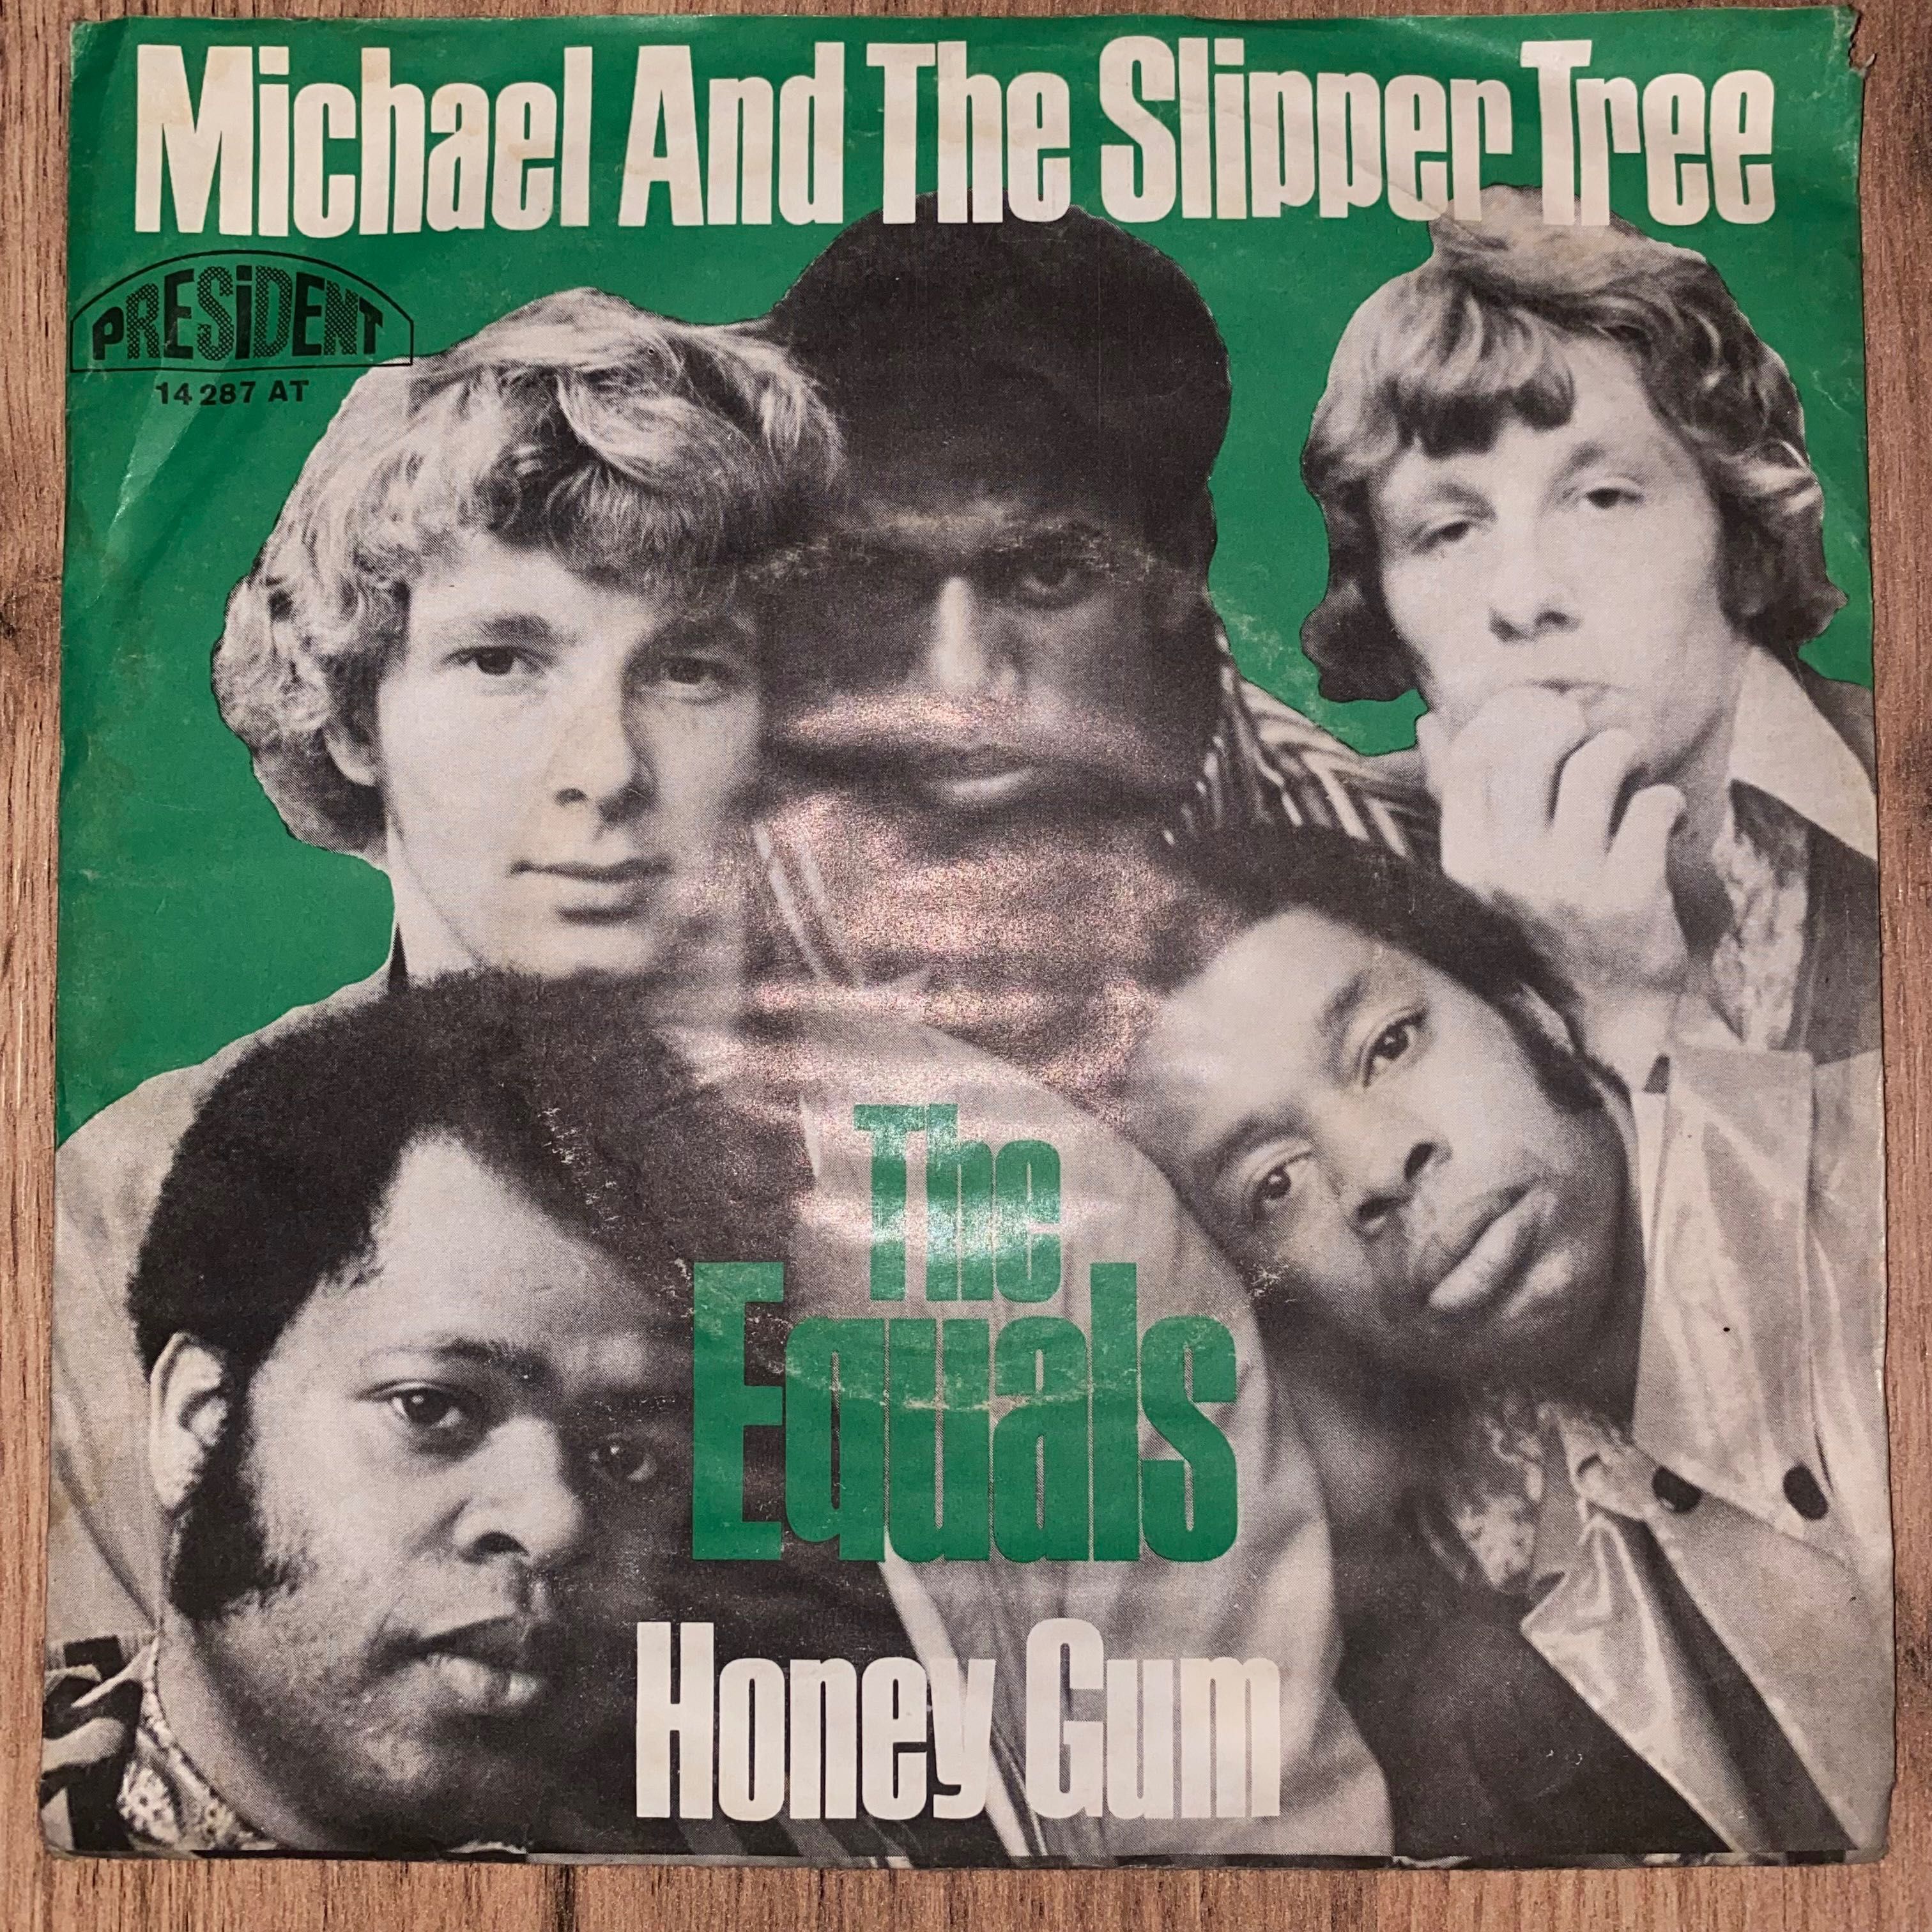 Michael And The Slipper Tree
PRESiDENT
14 287 AT
The
Equals
Honey Gum